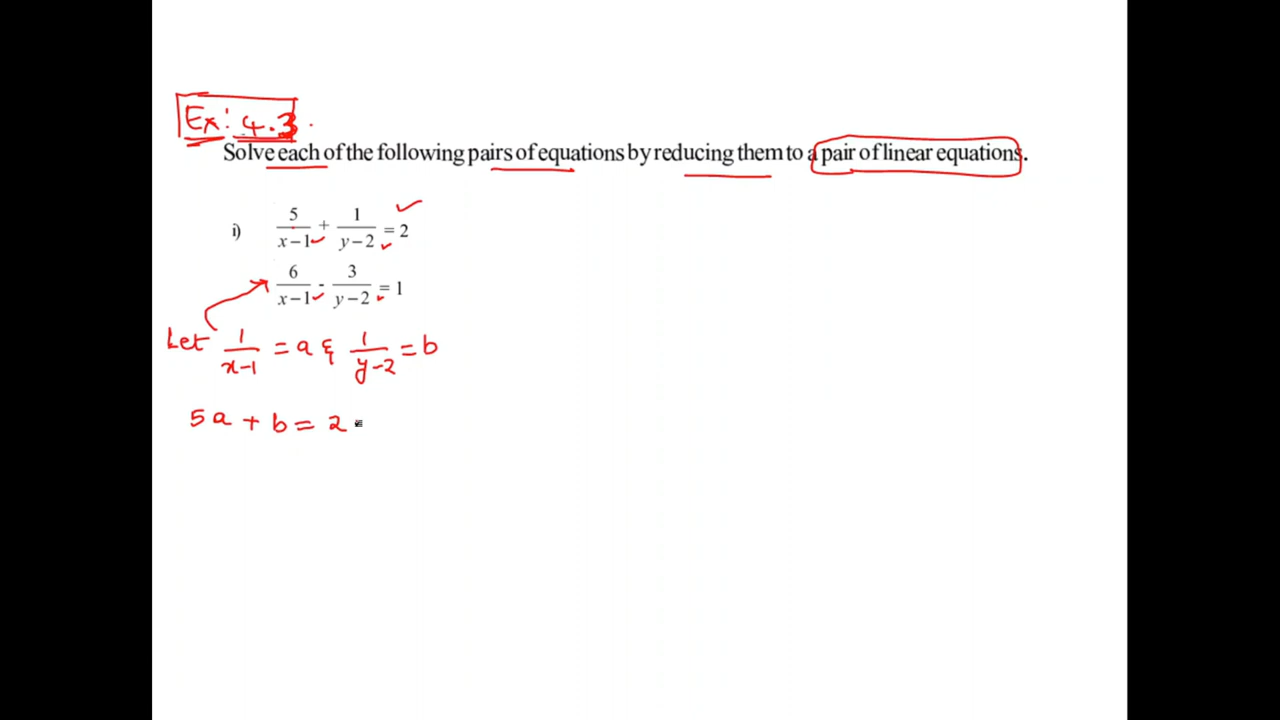 Ex: 4.3.
Solve each of the following pairs of equations by reducing them to a pair of linear equations.
i) 5/(x-1) + 1/(y-2) = 2
6/(x-1) - 3/(y-2) = 1
Let 1/(x-1) = a & 1/(y-2) = b
5a + b = 2